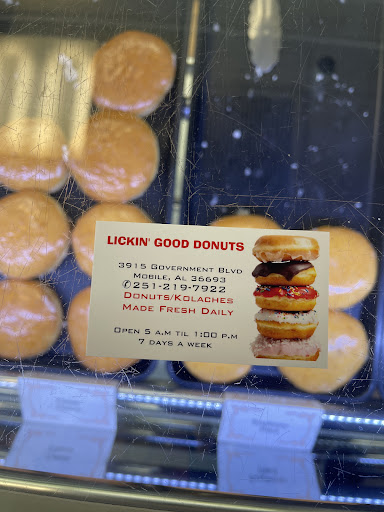 LICKIN' GOOD DONUTS
3915 Government Blvd
Mobile, AL 36693
✆251-219-7922
Donuts/Kolaches
Made Fresh Daily
Open 5 a.m til 1:00 p.m
7 days a week